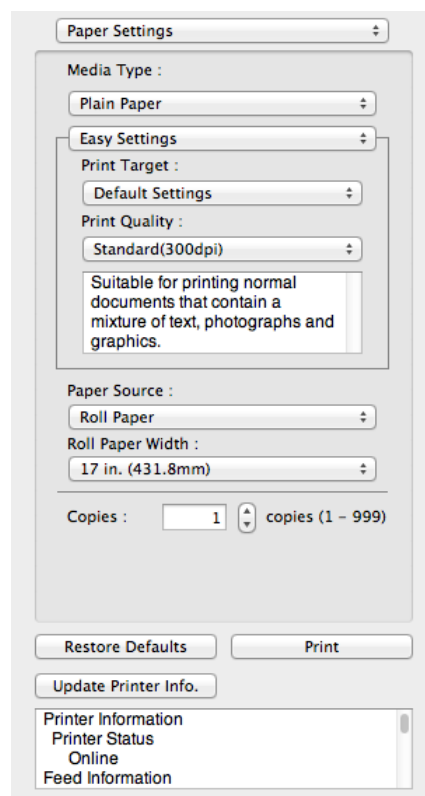 Paper Settings
Media Type :
Plain Paper
Easy Settings
Print Target :
Default Settings
Print Quality :
Standard(300dpi)
Suitable for printing normal
documents that contain a
mixture of text, photographs and
graphics.
Paper Source :
Roll Paper
Roll Paper Width :
17 in. (431.8mm)
Copies : 1 copies (1 – 999)
Restore Defaults Print
Update Printer Info.
Printer Information
Printer Status
Online
Feed Information